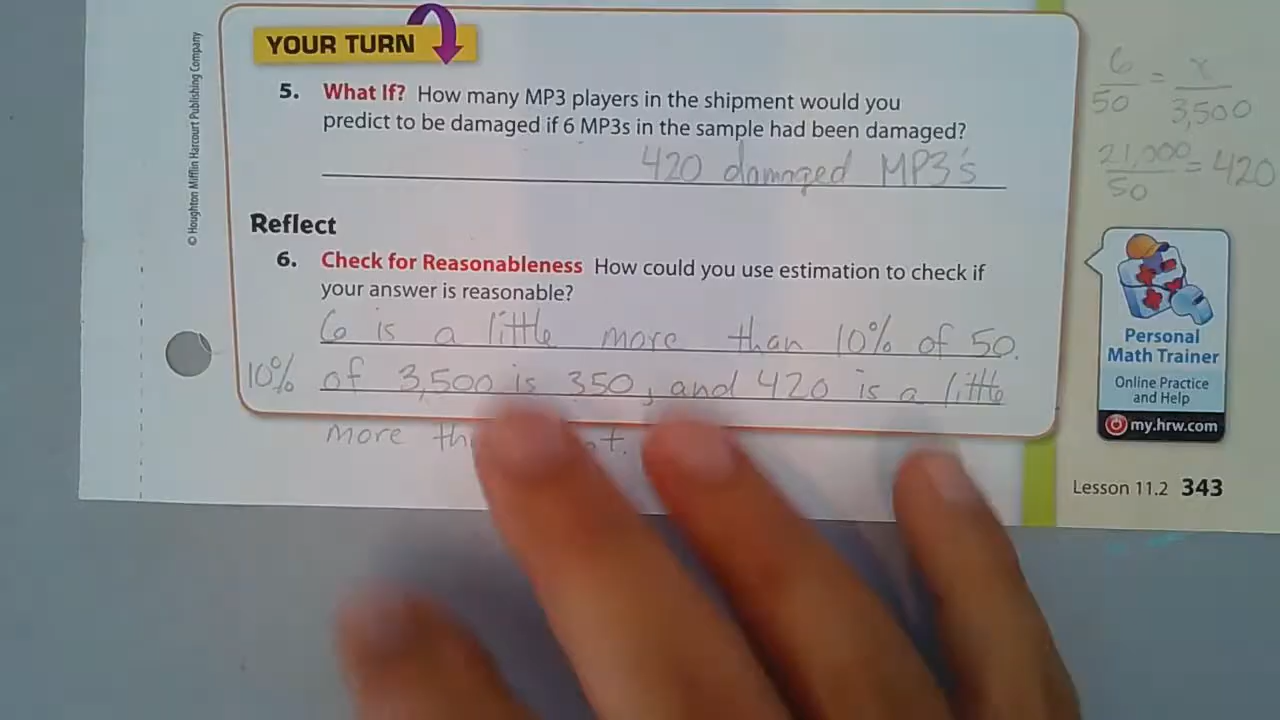 © Houghton Mifflin Harcourt Publishing Company
YOUR TURN
5. What If? How many MP3 players in the shipment would you
predict to be damaged if 6 MP3s in the sample had been damaged?
420 damaged MP3's
Reflect
6. Check for Reasonableness How could you use estimation to check if
your answer is reasonable?
6 is a little more than 10% of 50.
10% of 3,500 is 350, and 420 is a little
more
6/50 = x/3,500
21,000/50 = 420
Personal
Math Trainer
Online Practice
and Help
my.hrw.com
Lesson 11.2 343